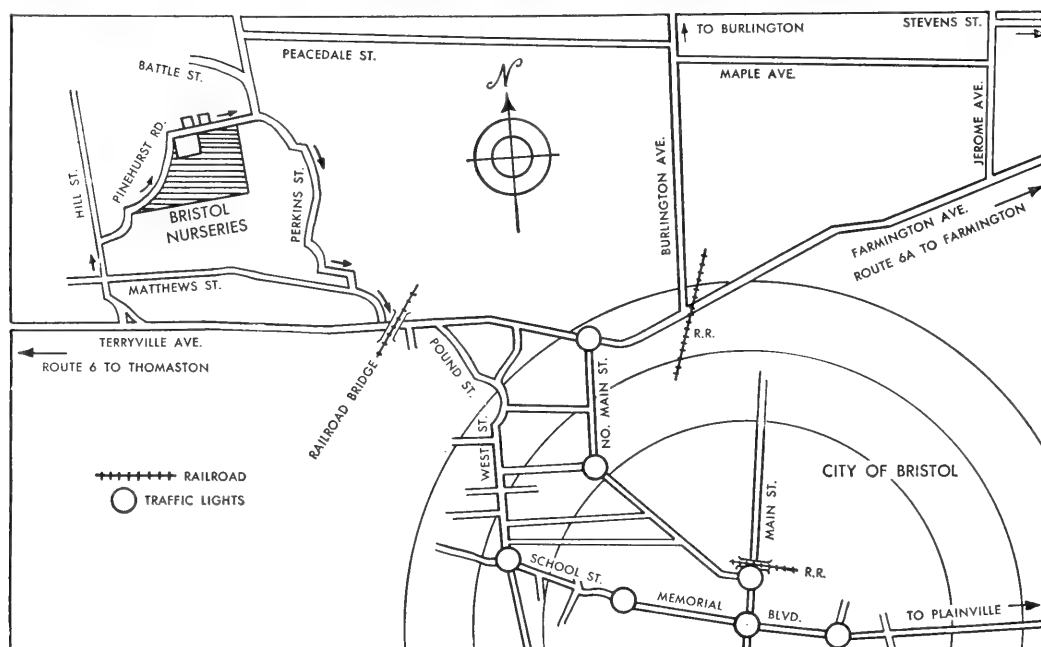 TO BURLINGTON
STEVENS ST.
PEACEDALE ST.
BATTLE ST.
MAPLE AVE.
N
JEROME AVE.
PINEHURST RD.
HILL ST.
BRISTOL
NURSERIES
PERKINS ST.
BURLINGTON AVE.
FARMINGTON AVE.
ROUTE 6A TO FARMINGTON
MATTHEWS ST.
R.R.
TERRYVILLE AVE.
ROUTE 6 TO THOMASTON
RAILROAD BRIDGE
POUND ST.
NO. MAIN ST.
WEST ST.
CITY OF BRISTOL
RAILROAD
TRAFFIC LIGHTS
MAIN ST.
R.R.
SCHOOL ST.
MEMORIAL BLVD.
TO PLAINVILLE